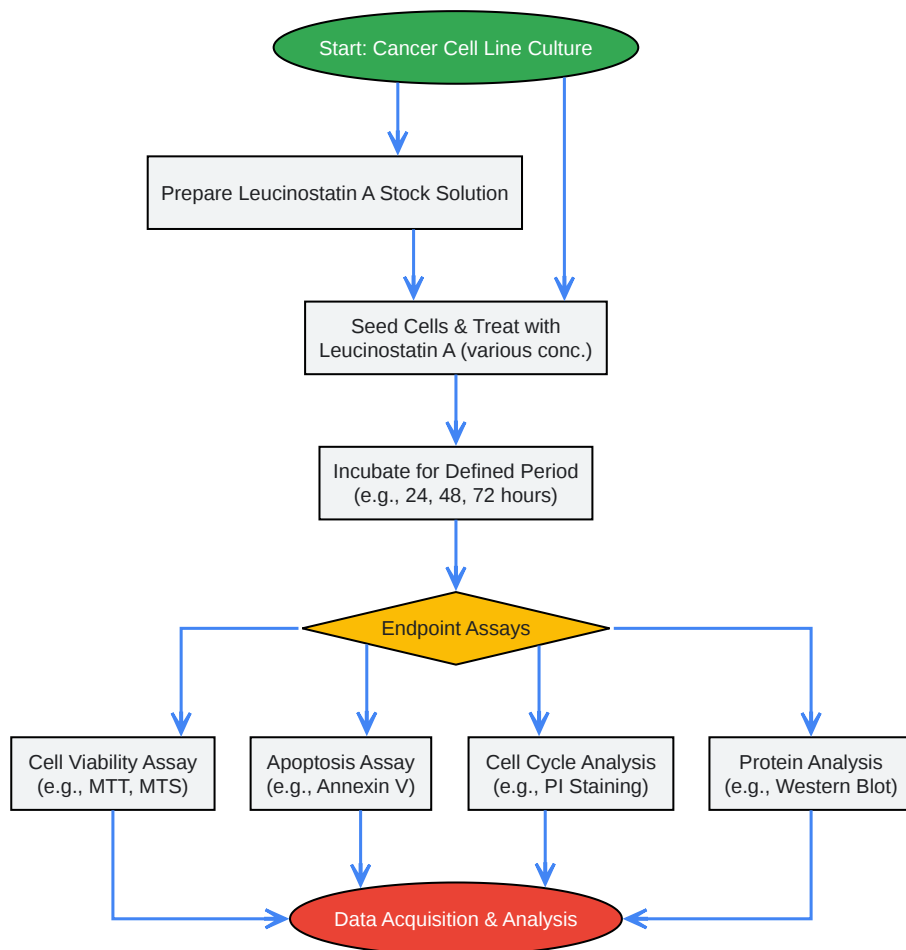 Start: Cancer Cell Line Culture
Prepare Leucinostatin A Stock Solution
Seed Cells & Treat with
Leucinostatin A (various conc.)
Incubate for Defined Period
(e.g., 24, 48, 72 hours)
Endpoint Assays
Cell Viability Assay
(e.g., MTT, MTS)
Apoptosis Assay
(e.g., Annexin V)
Cell Cycle Analysis
(e.g., PI Staining)
Protein Analysis
(e.g., Western Blot)
Data Acquisition & Analysis